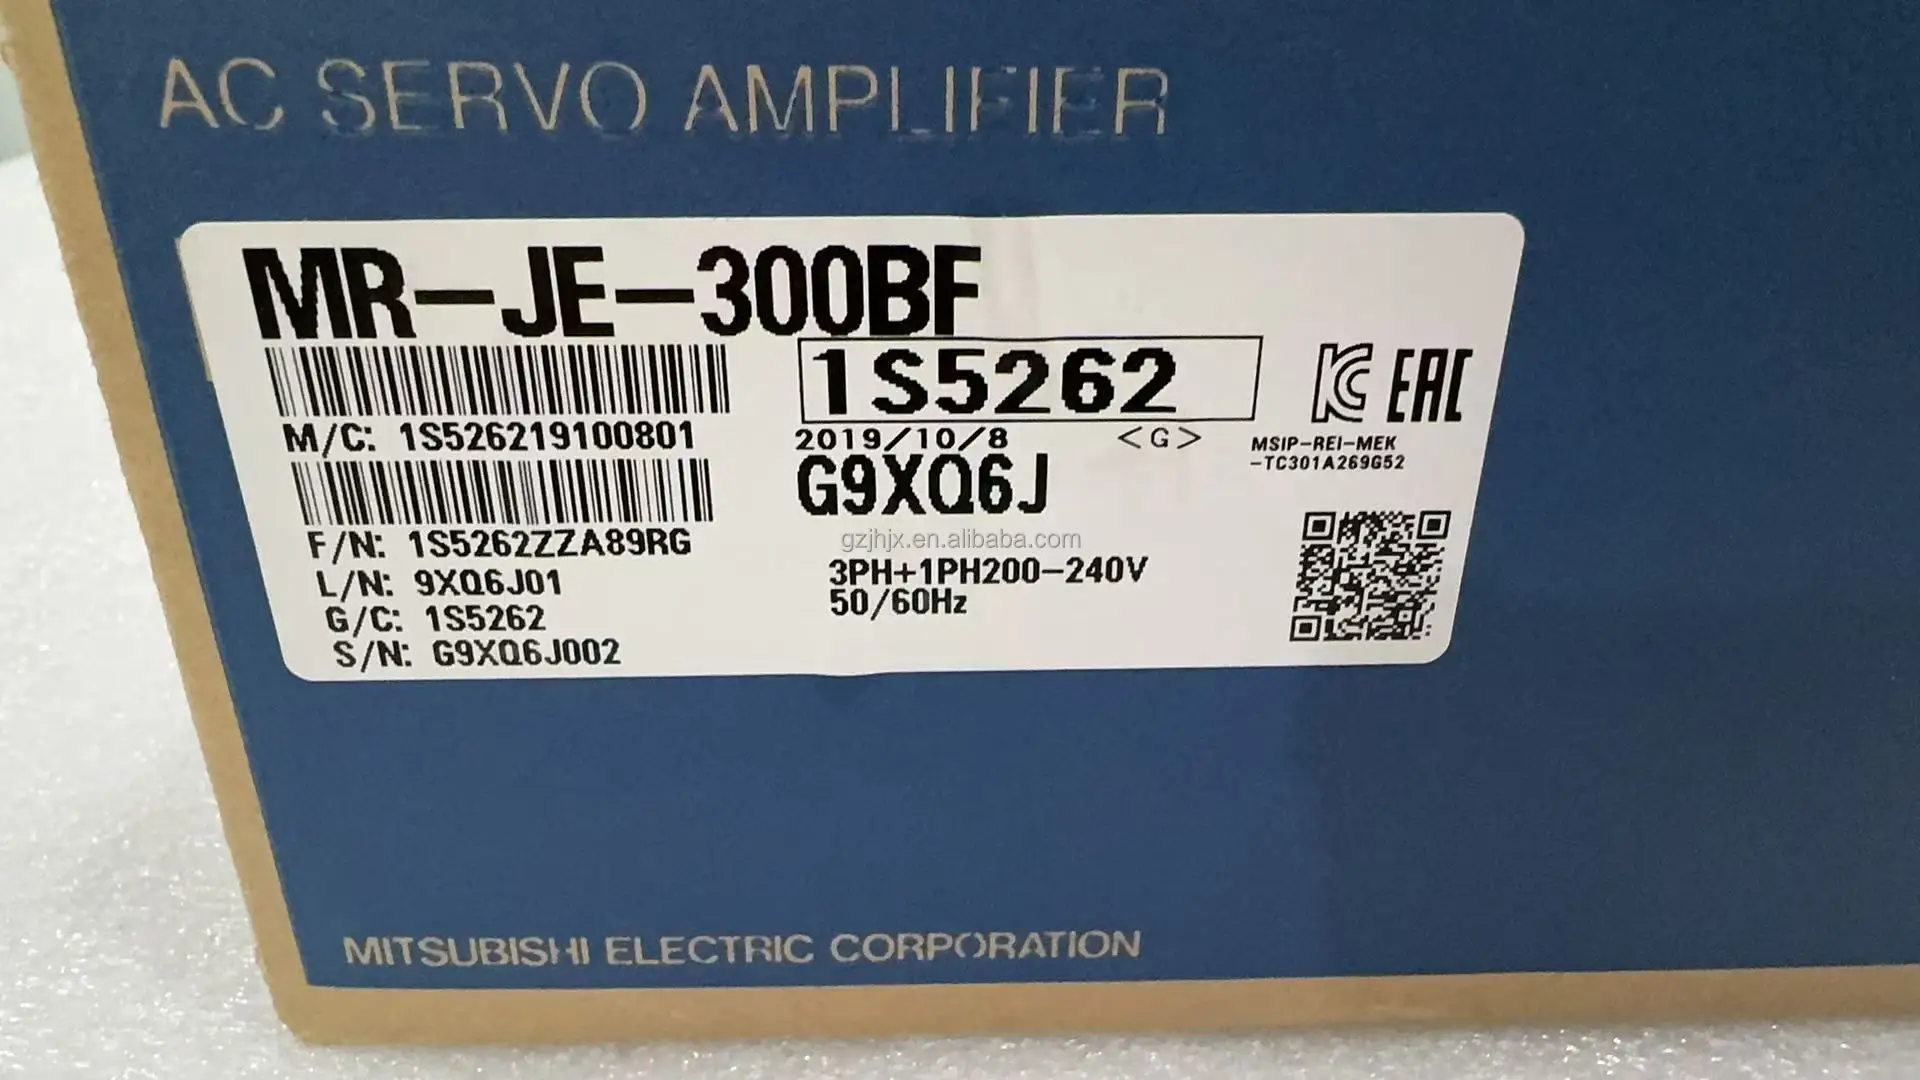 AC SERVO AMPLIFIER
MR-JE-300BF
1S5262
KC EAC
M/C: 1S526219100801
2019/10/8 <G>
MSIP-REI-MEK
-TC301A269G52
G9XQ6J
gzjhjx.en.alibaba.com
F/N: 1S5262ZZA89RG
L/N: 9XQ6J01
G/C: 1S5262
S/N: G9XQ6J002
3PH+1PH200-240V
50/60Hz
MITSUBISHI ELECTRIC CORPORATION